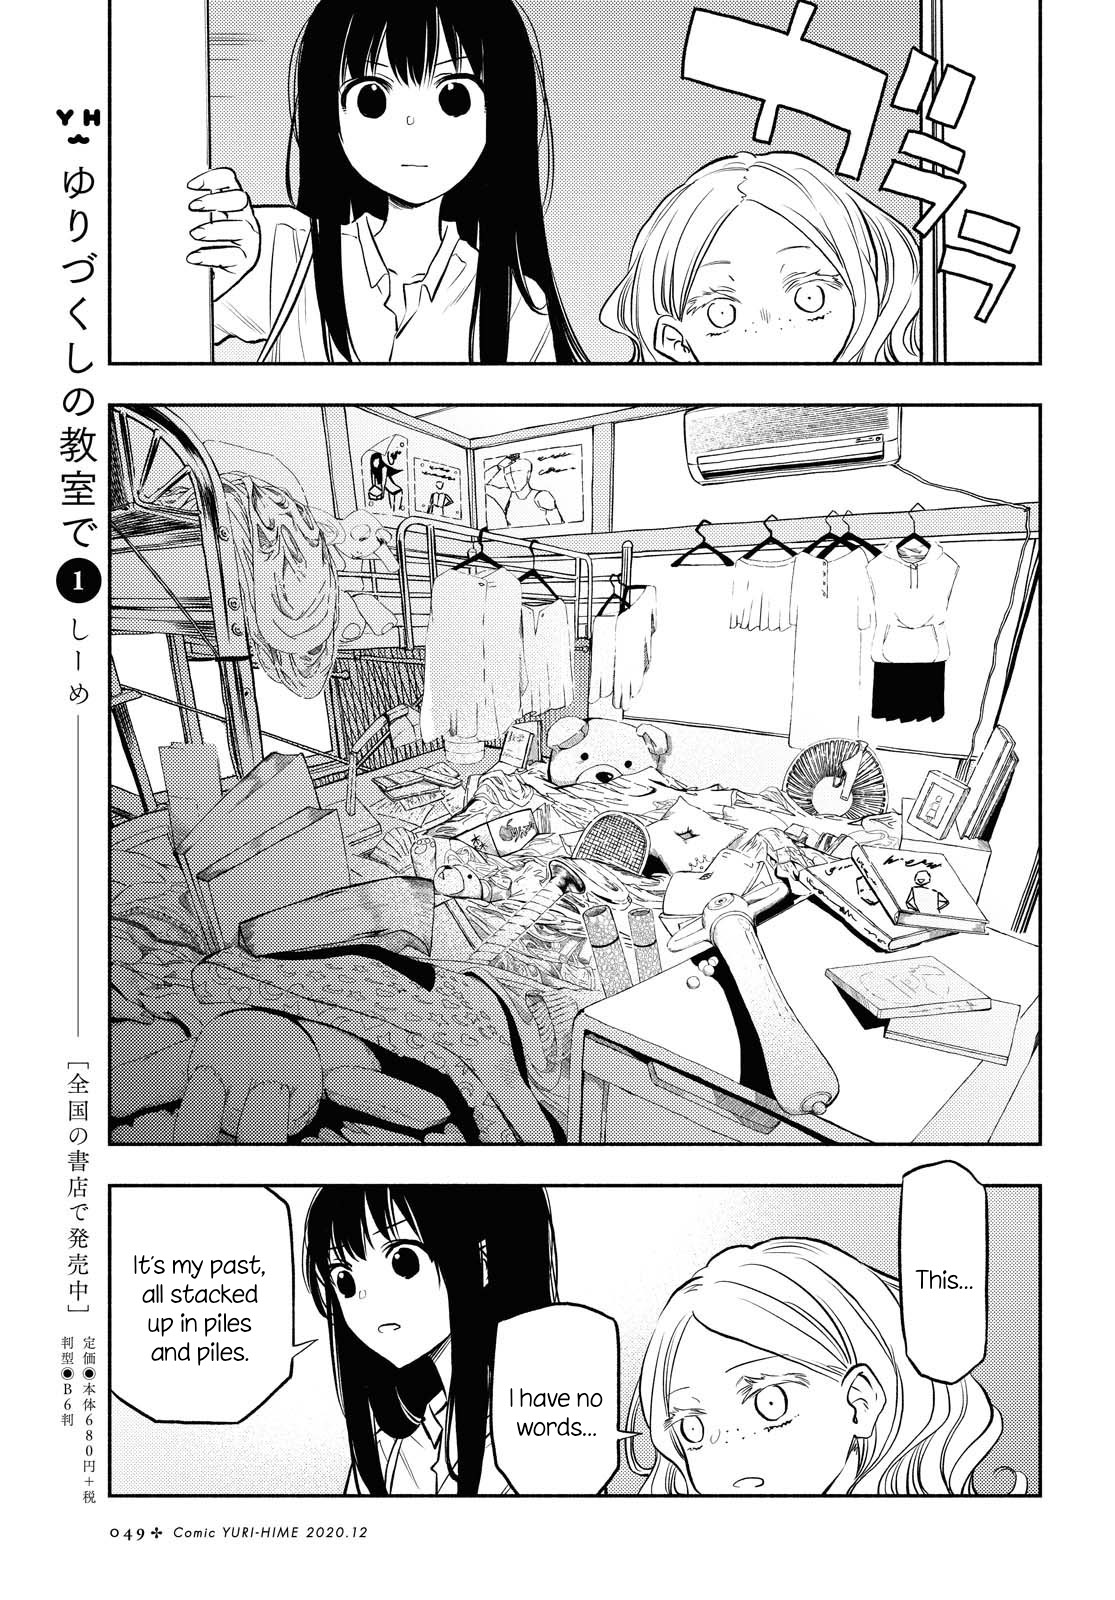 ガラララ
This...
I have no
words...
It's my past,
all stacked
up in piles
and piles.
YH
ゆりづくしの教室で
1
しーめ
[全国の書店で発売中]
定価◉本体680円+税
判型◉B6判
049✣ Comic YURI-HIME 2020.12